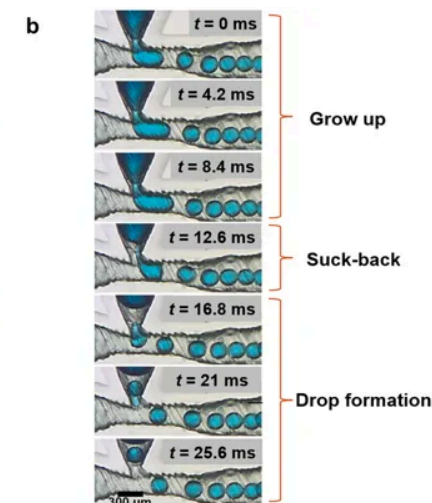 b
t = 0 ms
t = 4.2 ms
Grow up
t = 8.4 ms
t = 12.6 ms
Suck-back
t = 16.8 ms
t = 21 ms
Drop formation
t = 25.6 ms
300 μm